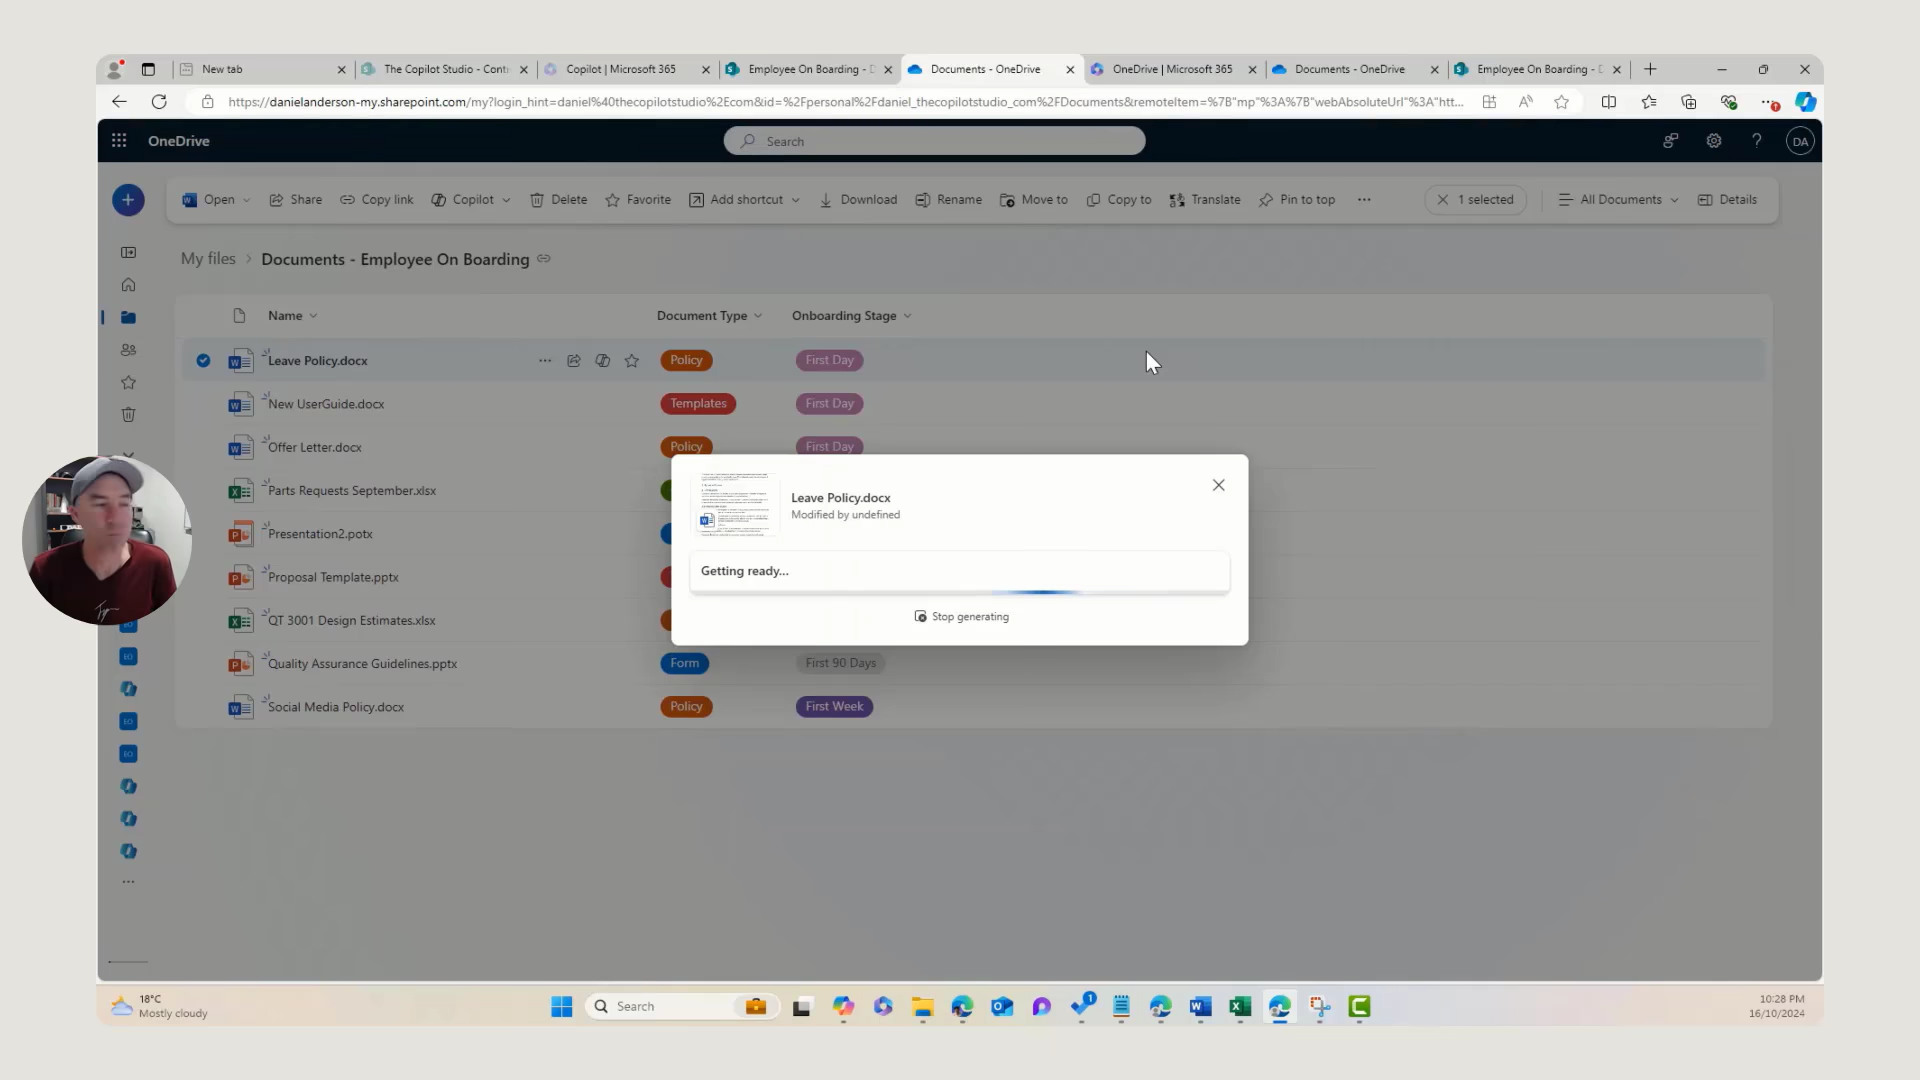 New tab
The Copilot Studio - Cont
Copilot | Microsoft 365
Employee On Boarding - D
Documents - OneDrive
OneDrive | Microsoft 365
Documents - OneDrive
Employee On Boarding - D
https://danielanderson-my.sharepoint.com/my?login_hint=daniel%40thecopilotstudio%2Ecom&id=%2Fpersonal%2Fdaniel_thecopilotstudio_com%2FDocuments&remoteItem=%7B"mp"%3A%7B"webAbsoluteUrl"%3A"htt...
OneDrive
Search
DA
Open
Share
Copy link
Copilot
Delete
Favorite
Add shortcut
Download
Rename
Move to
Copy to
Translate
Pin to top
1 selected
All Documents
Details
My files > Documents - Employee On Boarding
Name
Document Type
Onboarding Stage
Leave Policy.docx
Policy
First Day
New UserGuide.docx
Templates
First Day
Offer Letter.docx
Policy
First Day
Parts Requests September.xlsx
Presentation2.potx
Proposal Template.pptx
QT 3001 Design Estimates.xlsx
Quality Assurance Guidelines.pptx
Form
First 90 Days
Social Media Policy.docx
Policy
First Week
Leave Policy.docx
Modified by undefined
Getting ready...
Stop generating
EO
EO
EO
18°C
Mostly cloudy
Search
1
10:28 PM
16/10/2024